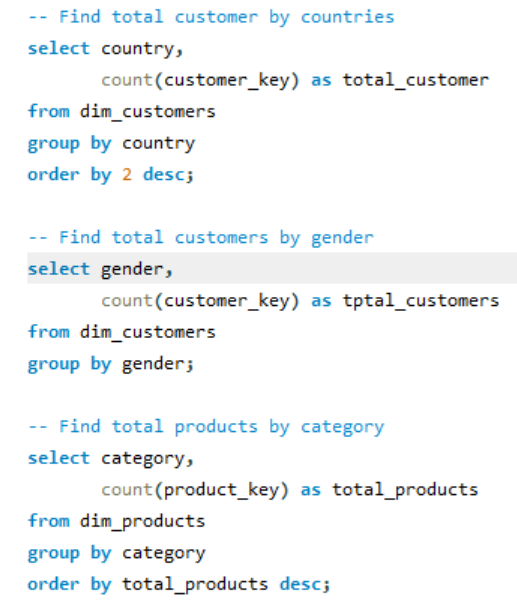 -- Find total customer by countries
select country,
       count(customer_key) as total_customer
from dim_customers
group by country
order by 2 desc;

-- Find total customers by gender
select gender,
       count(customer_key) as tptal_customers
from dim_customers
group by gender;

-- Find total products by category
select category,
       count(product_key) as total_products
from dim_products
group by category
order by total_products desc;